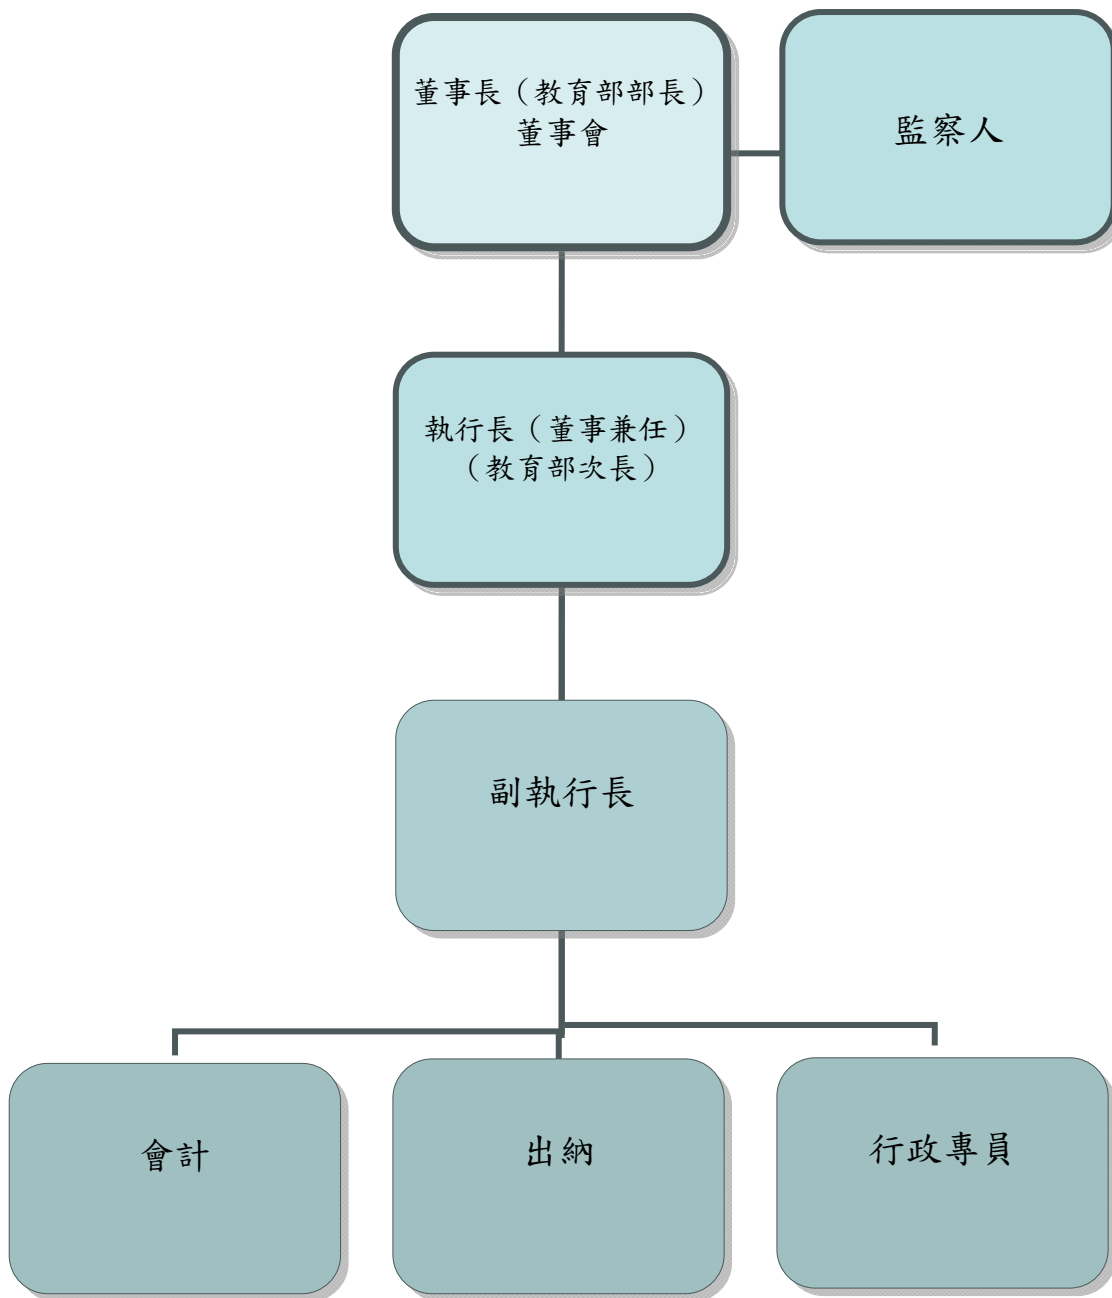 董事長（教育部部長）
董事會
監察人
執行長（董事兼任）
（教育部次長）
副執行長
會計
出納
行政專員